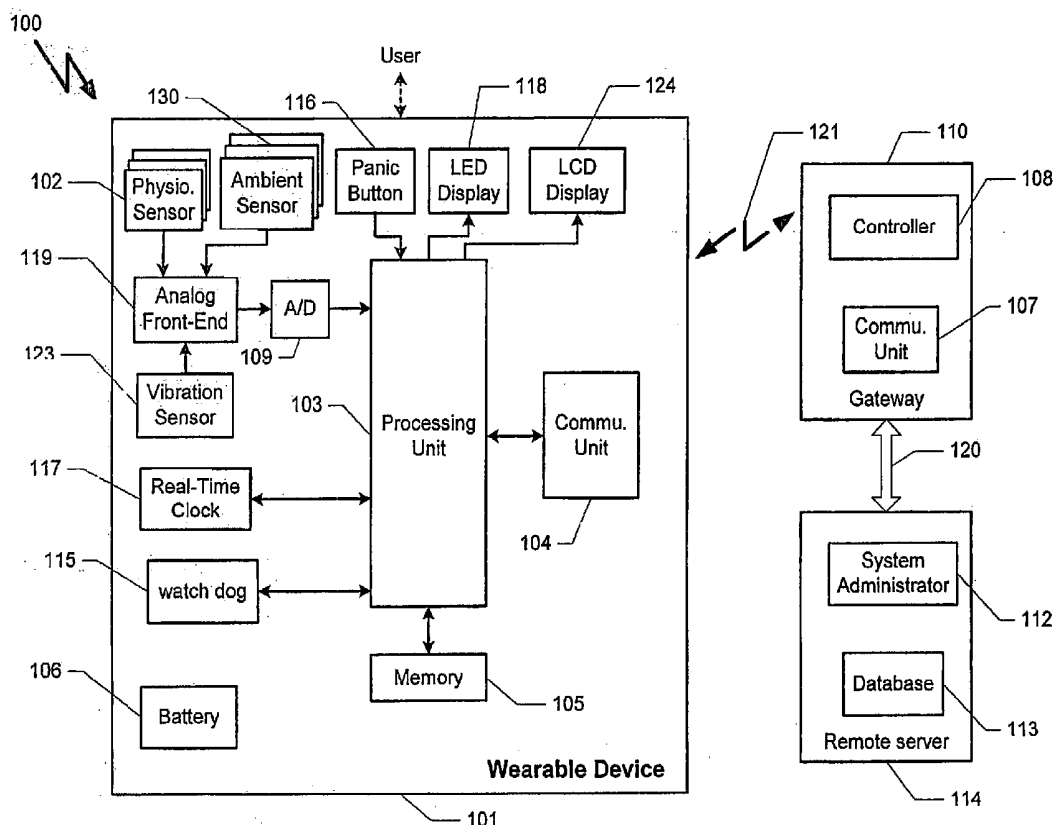 100
User
118
124
116
130
121
110
102
Physio.
Sensor
Ambient
Sensor
Panic
Button
LED
Display
LCD
Display
108
Controller
119
Analog
Front-End
A/D
109
107
Commu.
Unit
Gateway
123
Vibration
Sensor
103
Processing
Unit
Commu.
Unit
104
120
117
Real-Time
Clock
115
watch dog
System
Administrator
112
106
Battery
Memory
105
Database
113
Remote server
114
Wearable Device
101